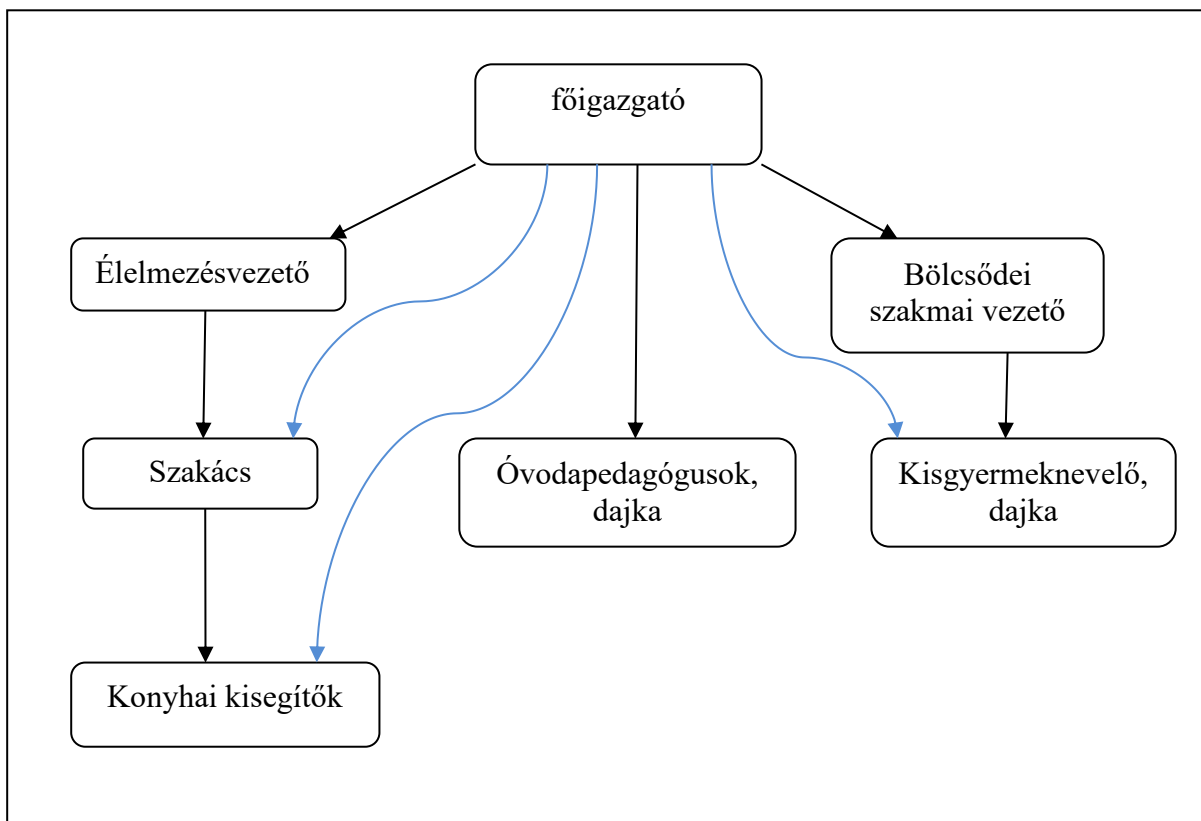 főigazgató
Élelmezésvezető
Bölcsődei
szakmai vezető
Szakács
Óvodapedagógusok,
dajka
Kisgyermeknevelő,
dajka
Konyhai kisegítők